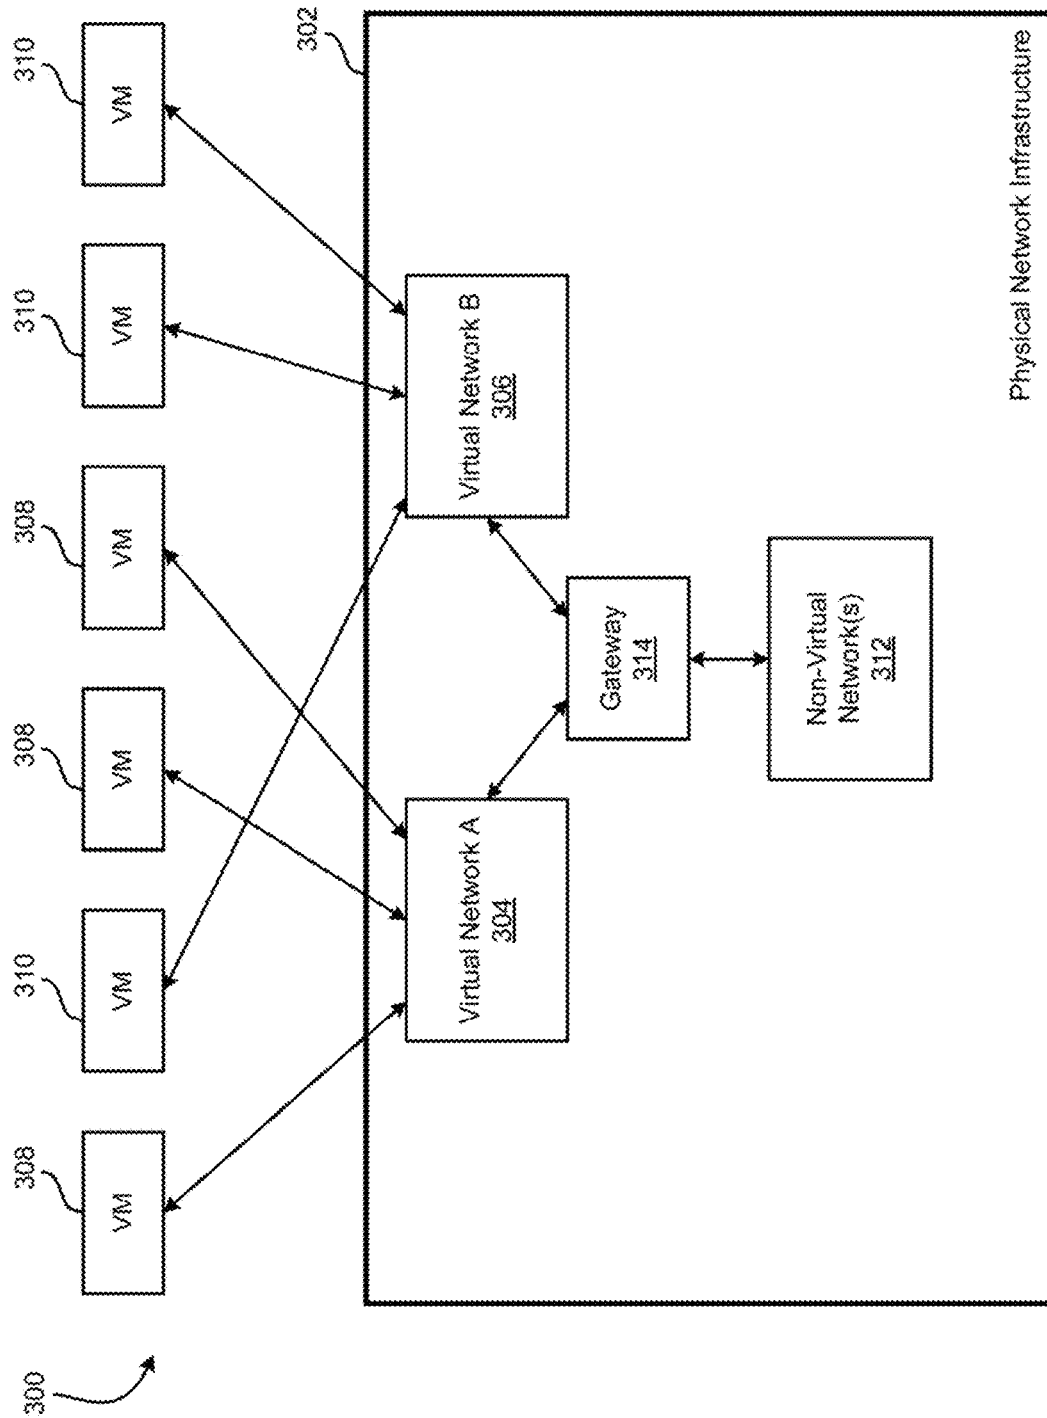 300
308
310
308
308
310
310
VM
VM
VM
VM
VM
VM
302
Virtual Network A
304
Virtual Network B
306
Gateway
314
Non-Virtual
Network(s)
312
Physical Network Infrastructure